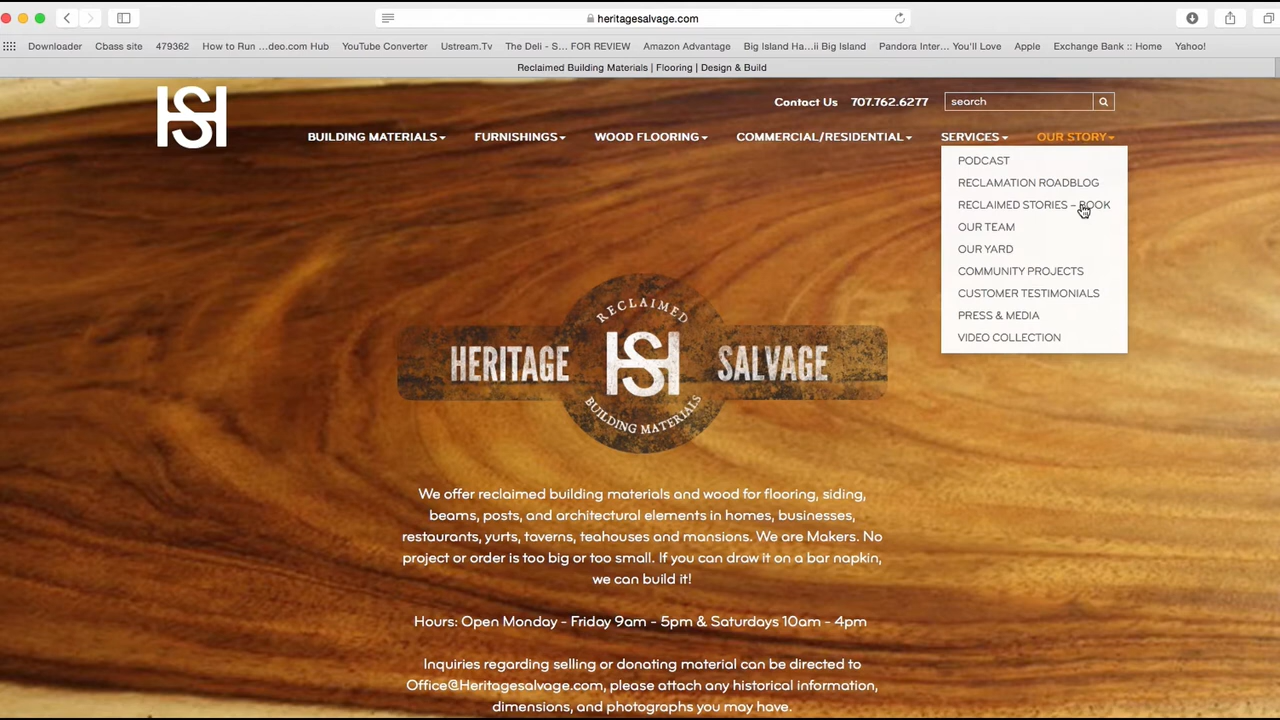 heritagesalvage.com
Downloader
Cbass site
479362
How to Run ...deo.com Hub
YouTube Converter
Ustream.Tv
The Deli - S... FOR REVIEW
Amazon Advantage
Big Island Ha...ii Big Island
Pandora Inter... You'll Love
Apple
Exchange Bank :: Home
Yahoo!
Reclaimed Building Materials | Flooring | Design & Build
HS
Contact Us 707.762.6277
search
BUILDING MATERIALS
FURNISHINGS
WOOD FLOORING
COMMERCIAL/RESIDENTIAL
SERVICES
OUR STORY
PODCAST
RECLAMATION ROADBLOG
RECLAIMED STORIES – BOOK
OUR TEAM
OUR YARD
COMMUNITY PROJECTS
CUSTOMER TESTIMONIALS
PRESS & MEDIA
VIDEO COLLECTION
RECLAIMED
HERITAGE HS SALVAGE
BUILDING MATERIALS
We offer reclaimed building materials and wood for flooring, siding,
beams, posts, and architectural elements in homes, businesses,
restaurants, yurts, taverns, teahouses and mansions. We are Makers. No
project or order is too big or too small. If you can draw it on a bar napkin,
we can build it!
Hours: Open Monday - Friday 9am - 5pm & Saturdays 10am - 4pm
Inquiries regarding selling or donating material can be directed to
Office@Heritagesalvage.com, please attach any historical information,
dimensions, and photographs you may have.